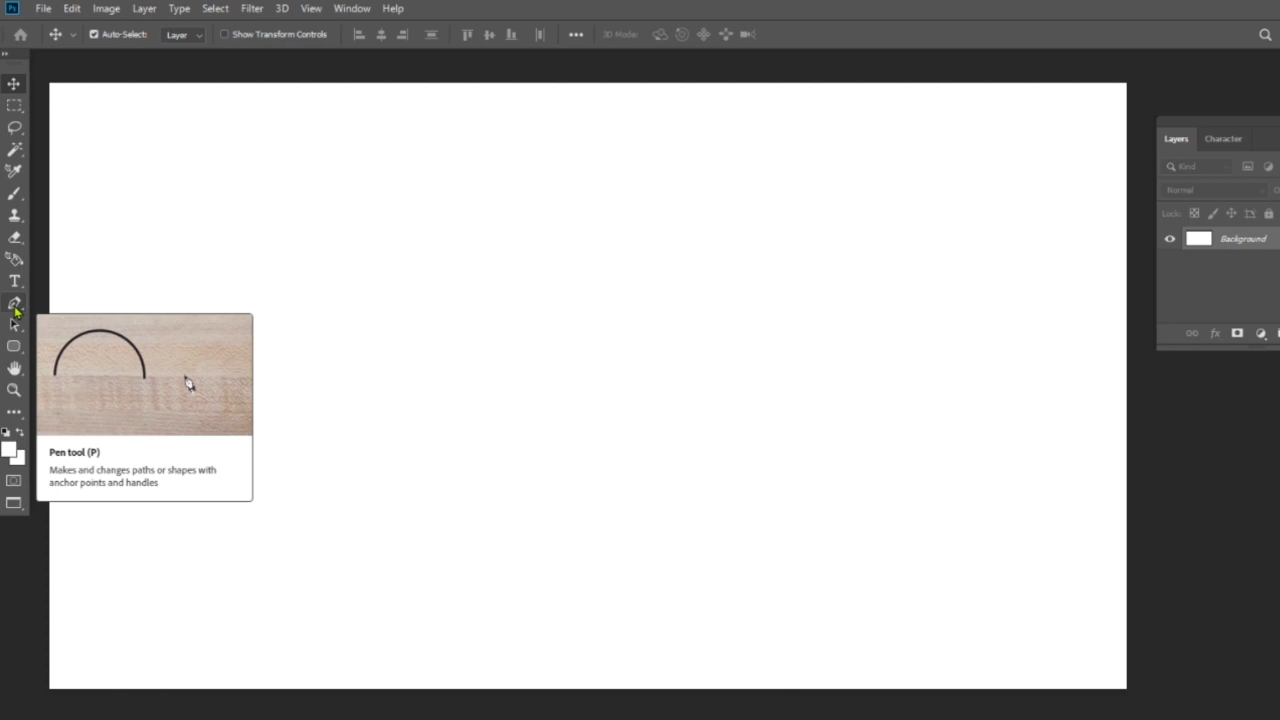 Ps File Edit Image Layer Type Select Filter 3D View Window Help
Auto-Select: Layer Show Transform Controls 3D Mode:
Layers Character
Kind
Normal
Lock:
T
Background
fx
Pen tool (P)
Makes and changes paths or shapes with
anchor points and handles